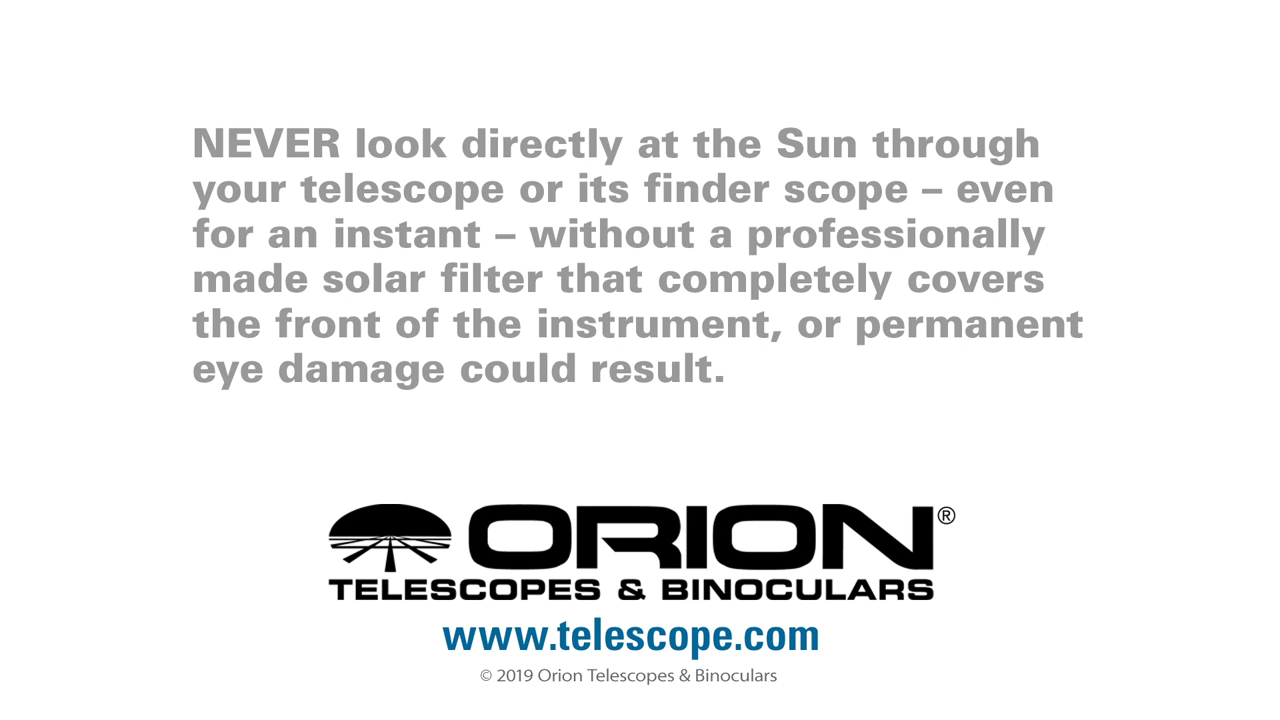 NEVER look directly at the Sun through
your telescope or its finder scope – even
for an instant – without a professionally
made solar filter that completely covers
the front of the instrument, or permanent
eye damage could result.
ORION®
TELESCOPES & BINOCULARS
www.telescope.com
© 2019 Orion Telescopes & Binoculars